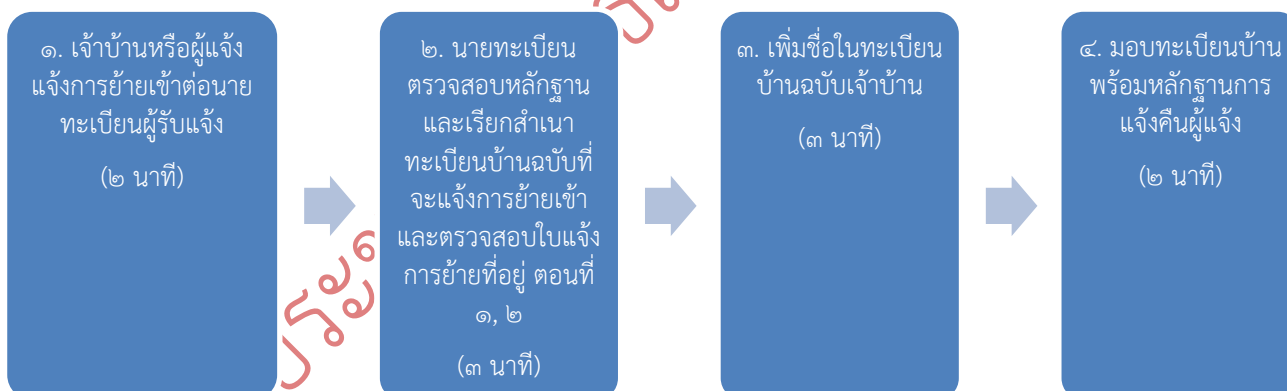 ๑. เจ้าบ้านหรือผู้แจ้ง
แจ้งการย้ายเข้าต่อนาย
ทะเบียนผู้รับแจ้ง
(๒ นาที)
๒. นายทะเบียน
ตรวจสอบหลักฐาน
และเรียกสำเนา
ทะเบียนบ้านฉบับที่
จะแจ้งการย้ายเข้า
และตรวจสอบใบแจ้ง
การย้ายที่อยู่ ตอนที่
๑, ๒
(๓ นาที)
๓. เพิ่มชื่อในทะเบียน
บ้านฉบับเจ้าบ้าน
(๓ นาที)
๔. มอบทะเบียนบ้าน
พร้อมหลักฐานการ
แจ้งคืนผู้แจ้ง
(๒ นาที)